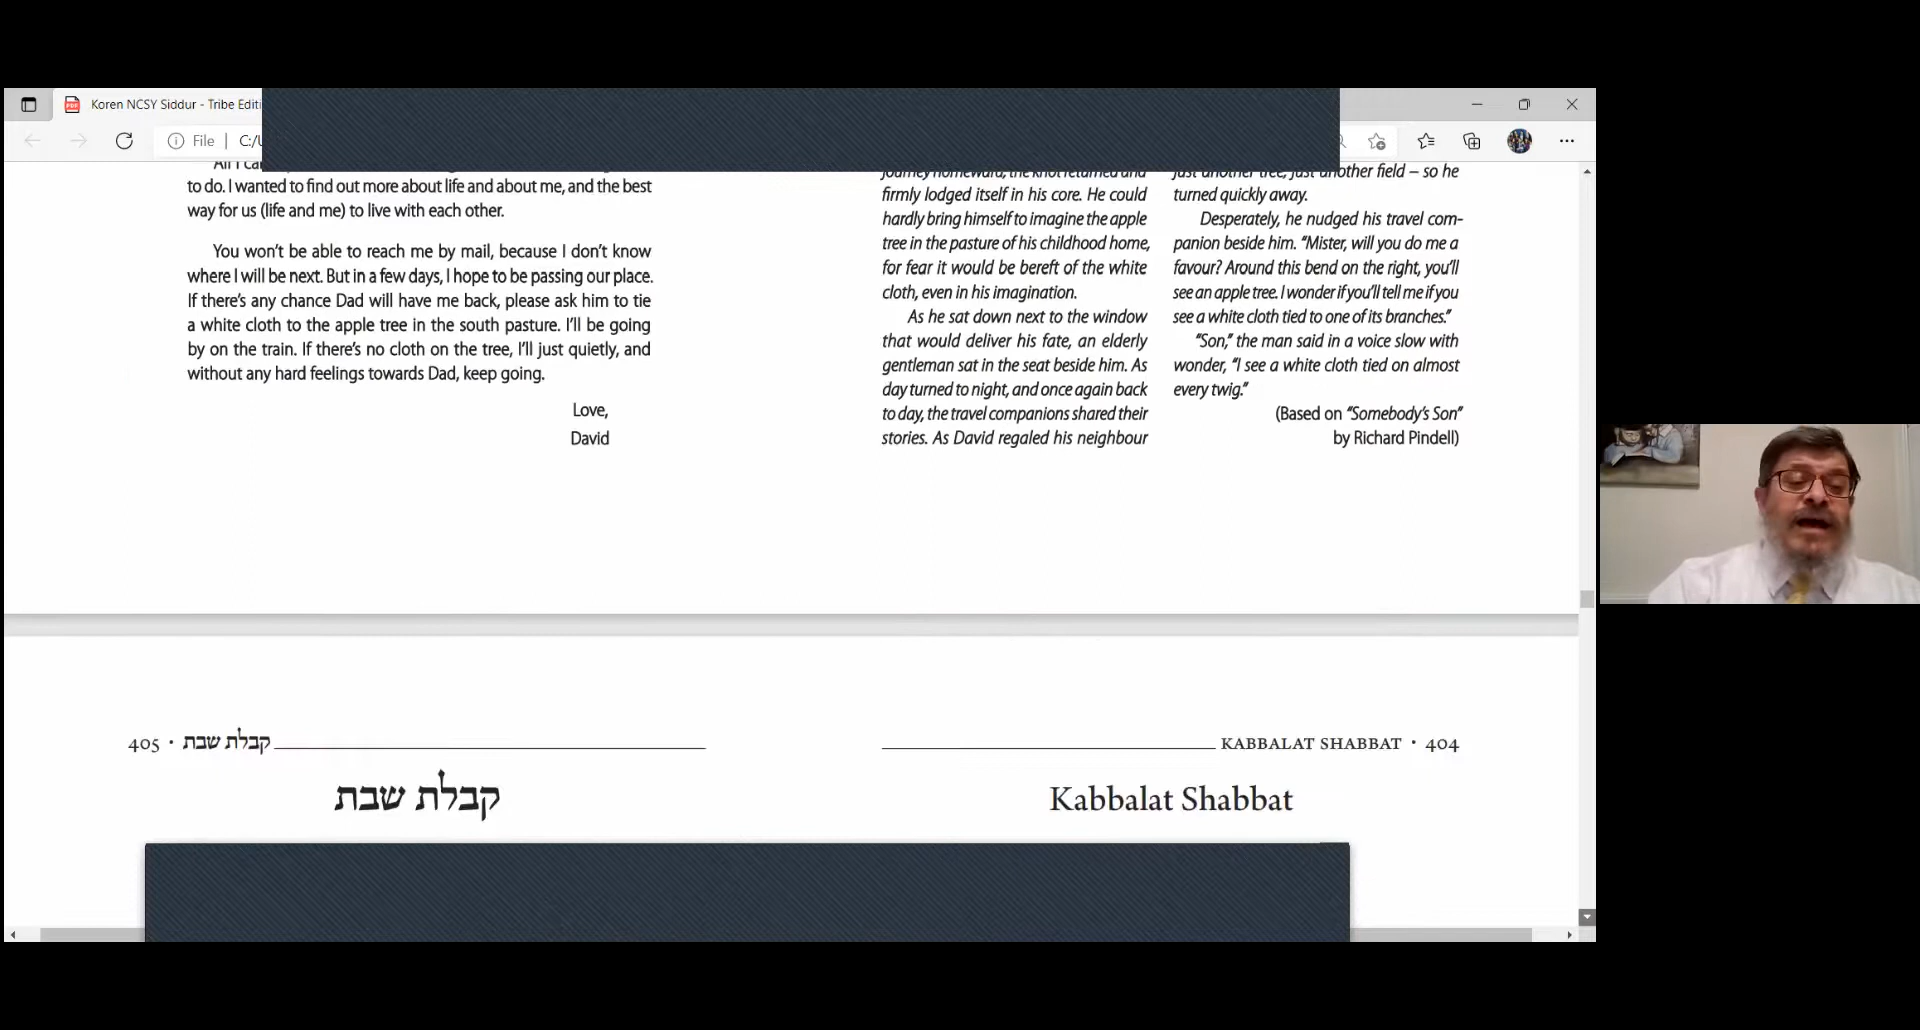 Koren NCSY Siddur - Tribe Editi
File
C:/U
All I ca
to do. I wanted to find out more about life and about me, and the best
way for us (life and me) to live with each other.
You won't be able to reach me by mail, because I don't know
where I will be next. But in a few days, I hope to be passing our place.
If there's any chance Dad will have me back, please ask him to tie
a white cloth to the apple tree in the south pasture. I'll be going
by on the train. If there's no cloth on the tree, I'll just quietly, and
without any hard feelings towards Dad, keep going.
Love,
David
journey homeward, the knot returned and
firmly lodged itself in his core. He could
hardly bring himself to imagine the apple
tree in the pasture of his childhood home,
for fear it would be bereft of the white
cloth, even in his imagination.
As he sat down next to the window
that would deliver his fate, an elderly
gentleman sat in the seat beside him. As
day turned to night, and once again back
to day, the travel companions shared their
stories. As David regaled his neighbour
just another tree, just another field – so he
turned quickly away.
Desperately, he nudged his travel com-
panion beside him. “Mister, will you do me a
favour? Around this bend on the right, you’ll
see an apple tree. I wonder if you’ll tell me if you
see a white cloth tied to one of its branches.”
“Son,” the man said in a voice slow with
wonder, “I see a white cloth tied on almost
every twig.”
(Based on “Somebody’s Son”
by Richard Pindell)
405 · קבלת שבת
KABBALAT SHABBAT · 404
קבלת שבת
Kabbalat Shabbat